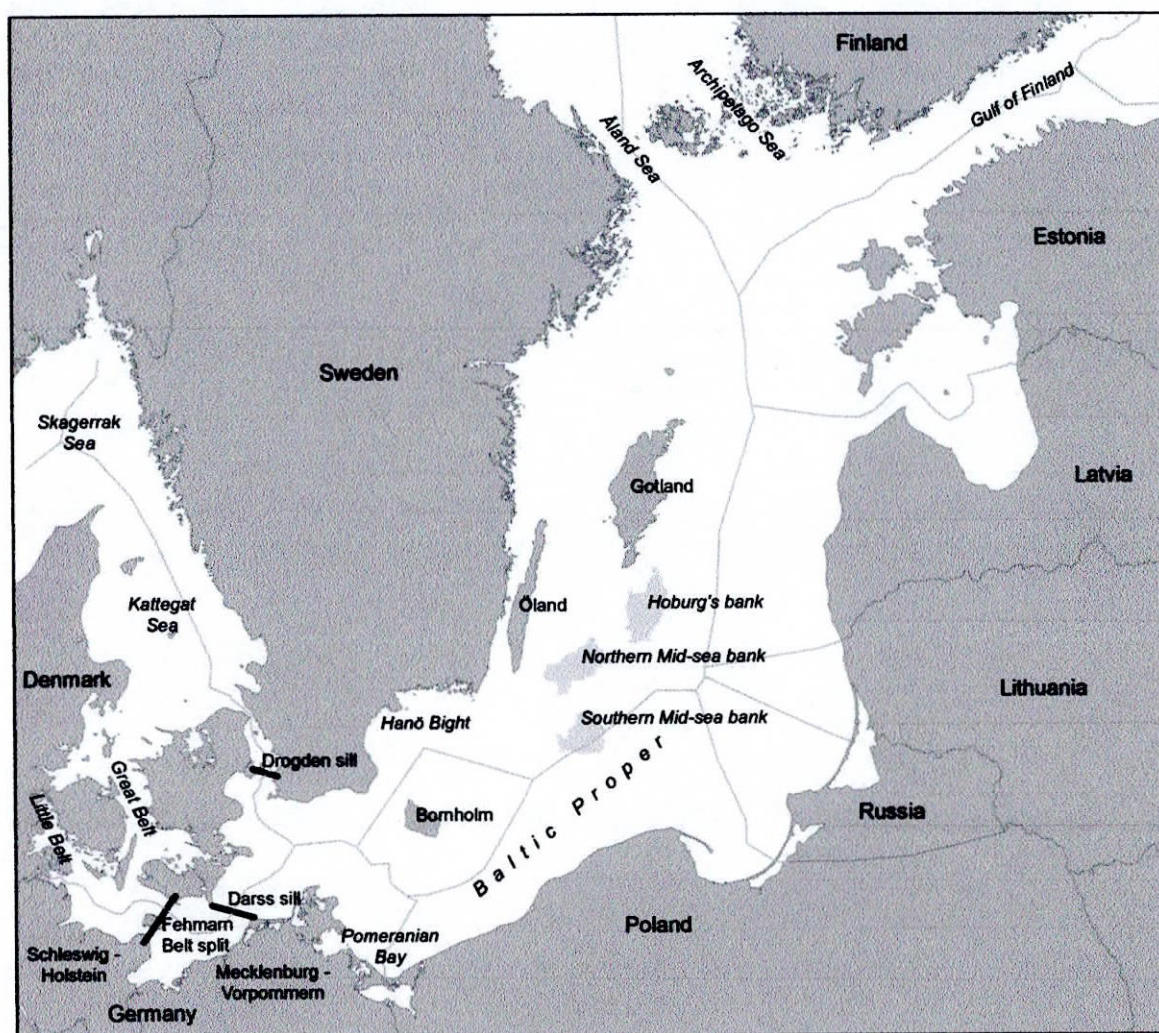 Finland
Archipelago Sea
Gulf of Finland
Åland Sea
Estonia
Sweden
Skagerrak
Sea
Latvia
Gotland
Kattegat
Sea
Öland
Hoburg's bank
Denmark
Northern Mid-sea bank
Lithuania
Hanö Bight
Southern Mid-sea bank
Drogden sill
Great Belt
Little Belt
Bornholm
Baltic Proper
Russia
Darss sill
Fehmarn
Belt split
Pomeranian
Bay
Poland
Schleswig -
Holstein
Mecklenburg -
Vorpommern
Germany